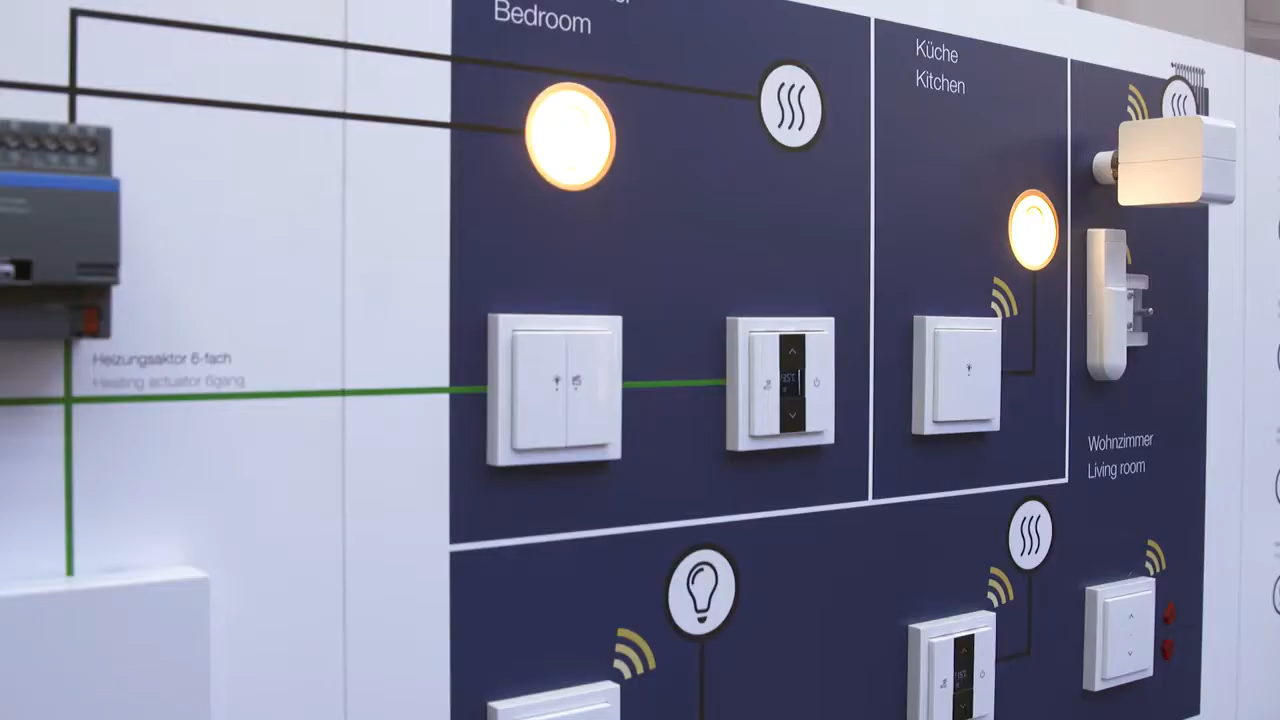 Bedroom
Küche
Kitchen
Heizungsaktor 6-fach
Heating actuator 6gang
Wohnzimmer
Living room